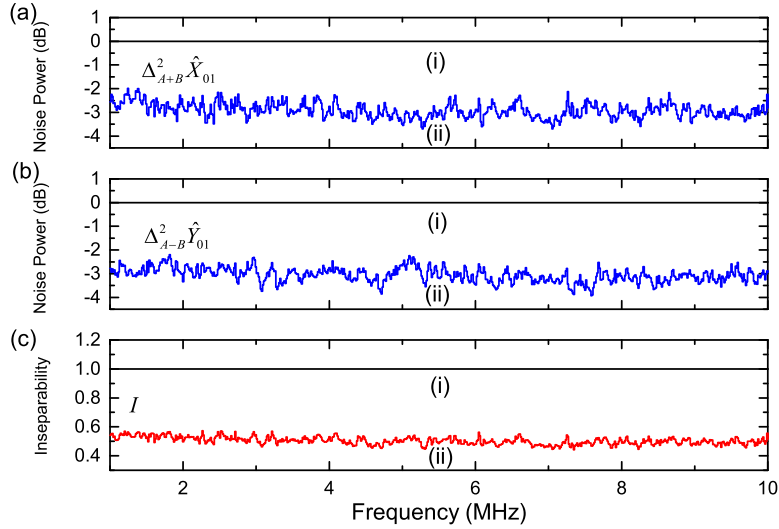 (a)
Noise Power (dB)
1
0
-1
-2
-3
-4
Δ²_{A+B} X̂₀₁
(i)
(ii)
(b)
Noise Power (dB)
1
0
-1
-2
-3
-4
Δ²_{A−B} Ŷ₀₁
(i)
(ii)
(c)
Inseparability
1.2
1.0
0.8
0.6
0.4
I
(i)
(ii)
2 4 6 8 10
Frequency (MHz)